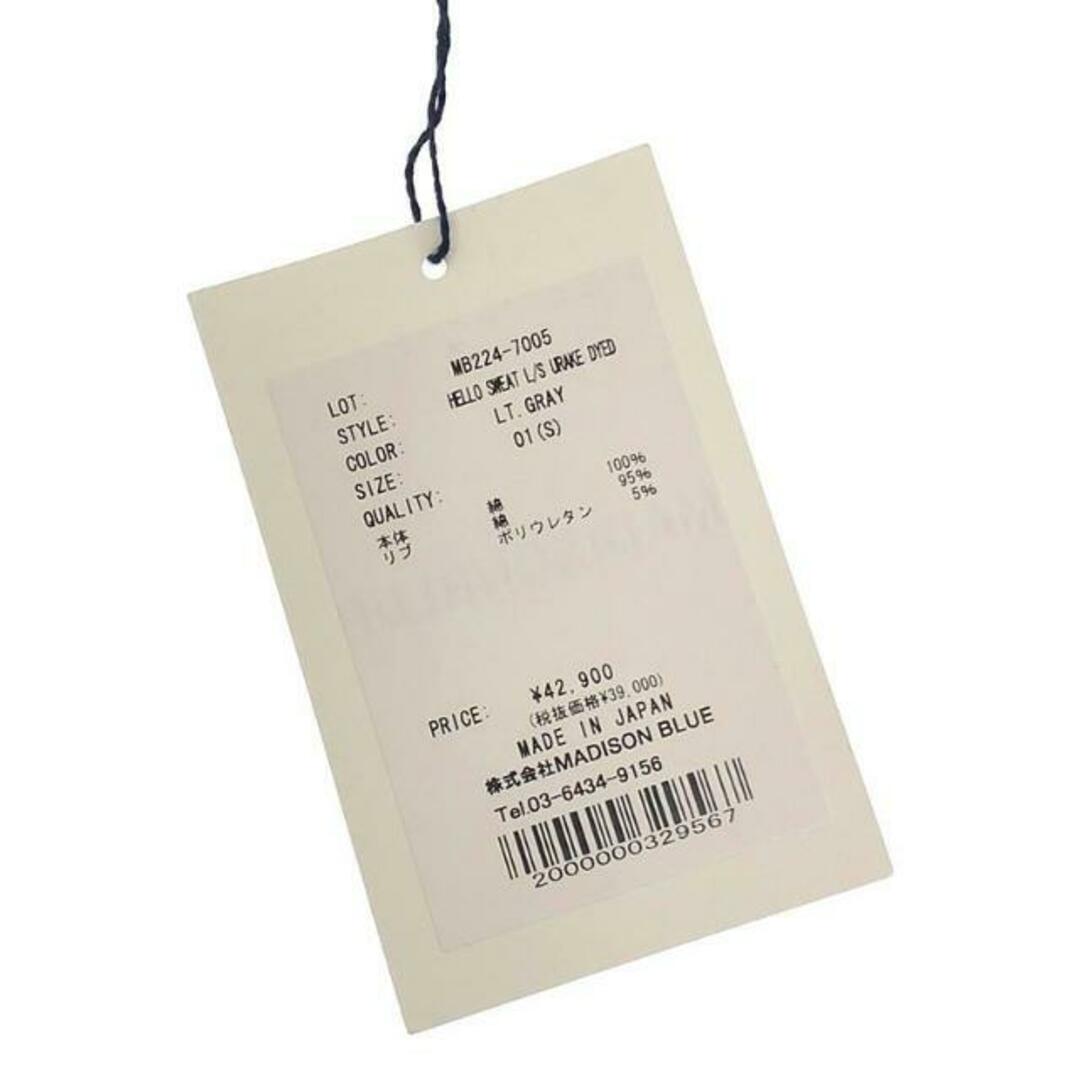 LOT: MB224-7005
STYLE: HELLO SWEAT L/S URAKE DYED
COLOR: LT.GRAY
SIZE: 01(S)
QUALITY:
本体 綿 100%
リブ 綿 95%
ポリウレタン 5%
PRICE: ¥42,900
(税抜価格¥39,000)
MADE IN JAPAN
株式会社MADISON BLUE
Tel.03-6434-9156
2000000329567